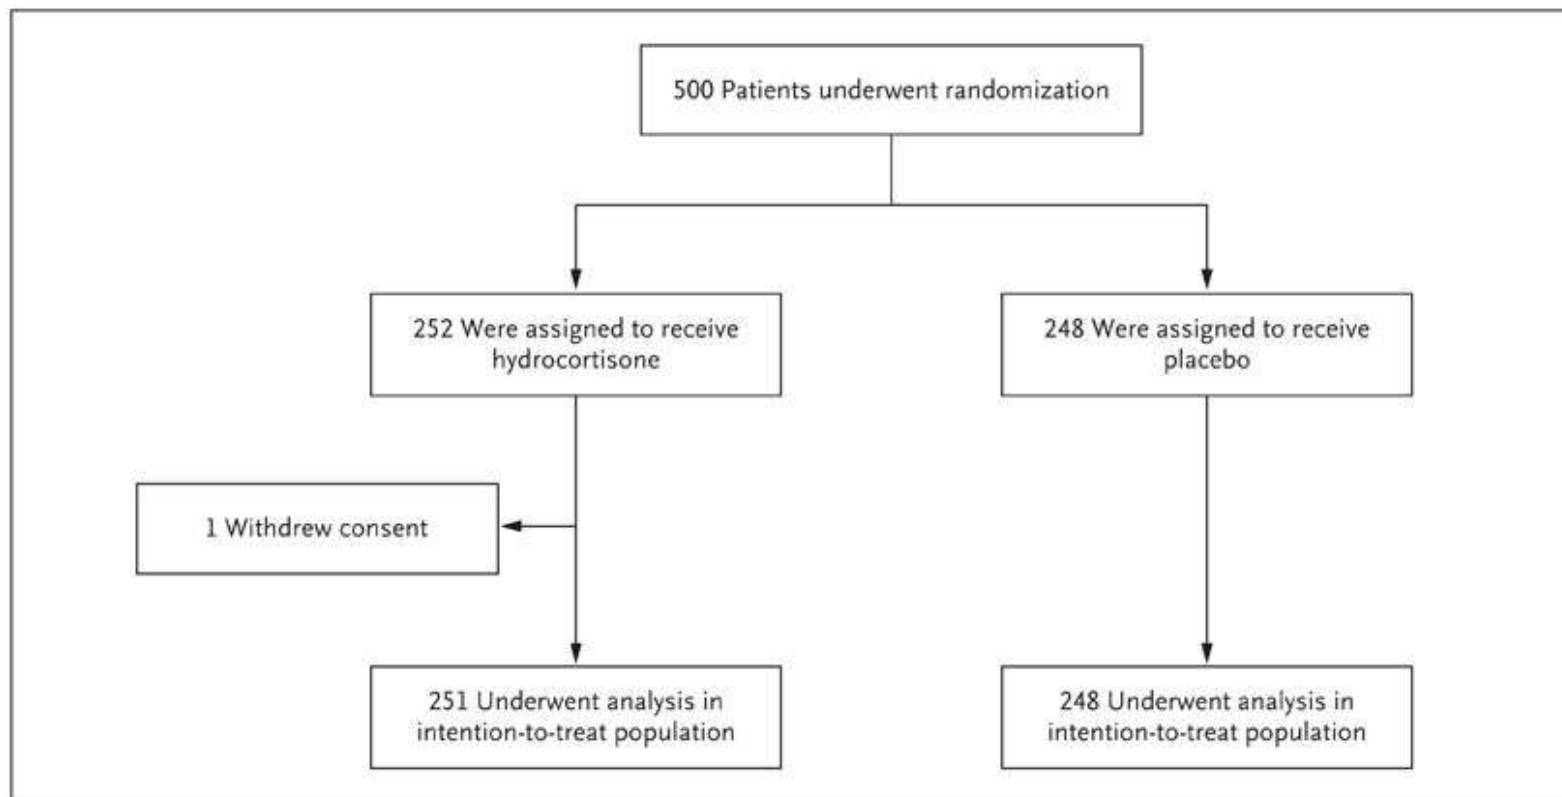 500 Patients underwent randomization
252 Were assigned to receive
hydrocortisone
248 Were assigned to receive
placebo
1 Withdrew consent
251 Underwent analysis in
intention-to-treat population
248 Underwent analysis in
intention-to-treat population